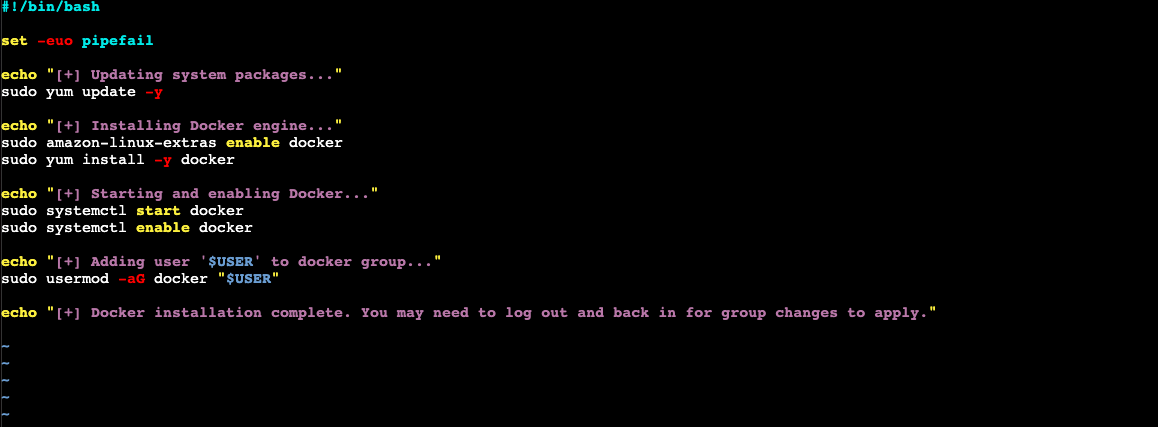 #!/bin/bash
set -euo pipefail
echo "[+] Updating system packages..."
sudo yum update -y
echo "[+] Installing Docker engine..."
sudo amazon-linux-extras enable docker
sudo yum install -y docker
echo "[+] Starting and enabling Docker..."
sudo systemctl start docker
sudo systemctl enable docker
echo "[+] Adding user '$USER' to docker group..."
sudo usermod -aG docker "$USER"
echo "[+] Docker installation complete. You may need to log out and back in for group changes to apply."
~
~
~
~
~